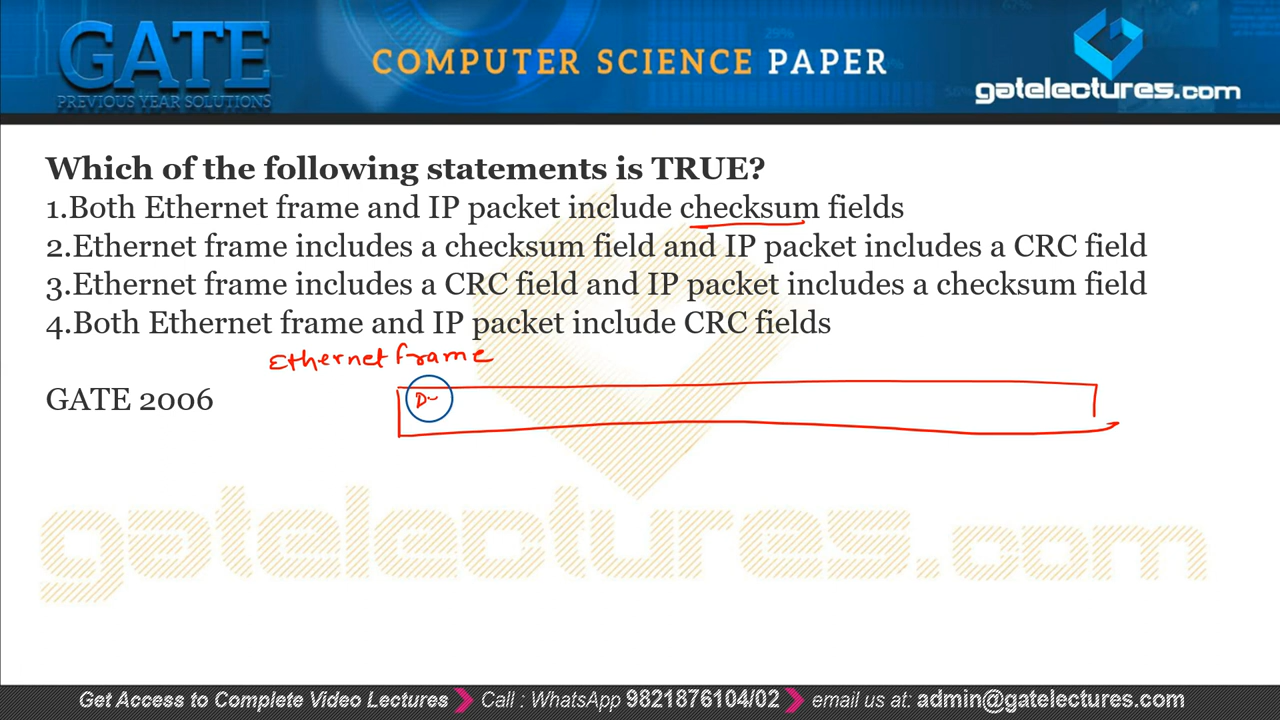 GATE
PREVIOUS YEAR SOLUTIONS
COMPUTER SCIENCE PAPER
gatelectures.com
Which of the following statements is TRUE?
1.Both Ethernet frame and IP packet include checksum fields
2.Ethernet frame includes a checksum field and IP packet includes a CRC field
3.Ethernet frame includes a CRC field and IP packet includes a checksum field
4.Both Ethernet frame and IP packet include CRC fields
Ethernet frame
GATE 2006
gatelectures.com
Get Access to Complete Video Lectures Call : WhatsApp 9821876104/02 email us at: admin@gatelectures.com